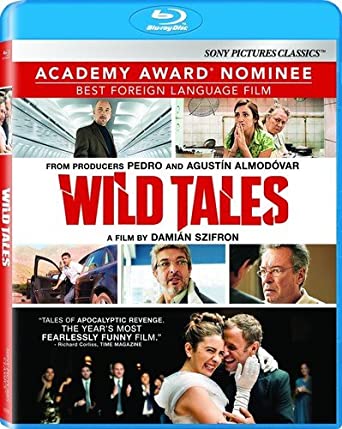 Blu-ray Disc
SONY PICTURES CLASSICS™
ACADEMY AWARD® NOMINEE
BEST FOREIGN LANGUAGE FILM
FROM PRODUCERS PEDRO AND AGUSTÍN ALMODÓVAR
WILD TALES
A FILM BY DAMIÁN SZIFRON
"TALES OF APOCALYPTIC REVENGE.
THE YEAR'S MOST
FEARLESSLY FUNNY FILM."
- Richard Corliss, TIME MAGAZINE
WILD TALES